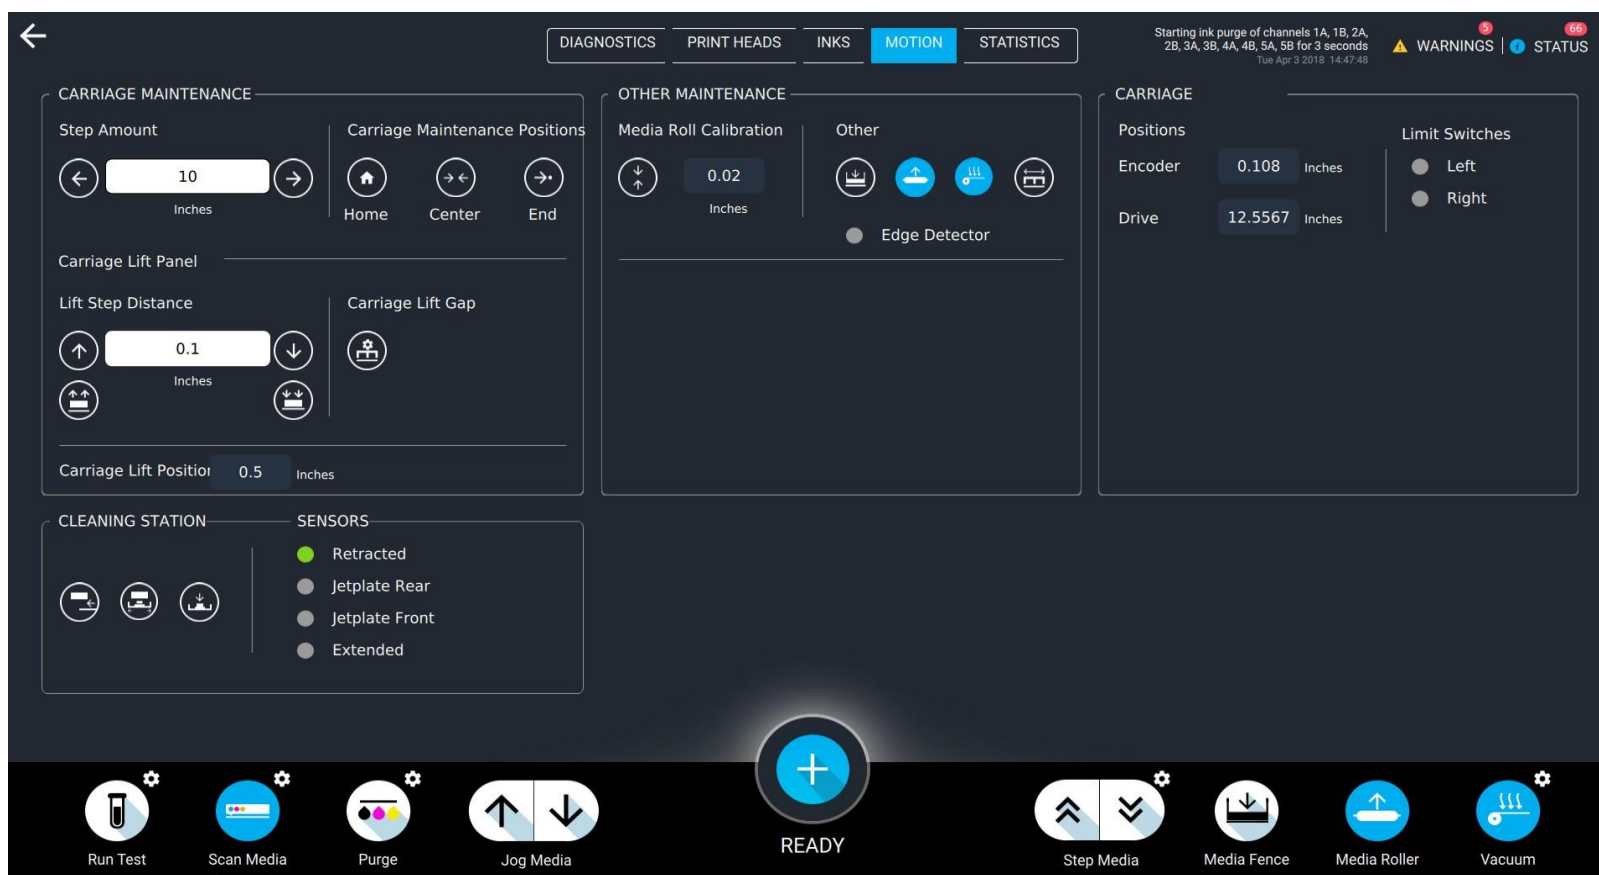 DIAGNOSTICS
PRINT HEADS
INKS
MOTION
STATISTICS
Starting ink purge of channels 1A, 1B, 2A,
2B, 3A, 3B, 4A, 4B, 5A, 5B for 3 seconds
Tue Apr 3 2018 14:47:48
5
WARNINGS
66
STATUS
CARRIAGE MAINTENANCE
Step Amount
10
Inches
Carriage Maintenance Positions
Home
Center
End
Carriage Lift Panel
Lift Step Distance
0.1
Inches
Carriage Lift Gap
Carriage Lift Position
0.5
Inches
OTHER MAINTENANCE
Media Roll Calibration
0.02
Inches
Other
Edge Detector
CARRIAGE
Positions
Encoder
0.108
Inches
Drive
12.5567
Inches
Limit Switches
Left
Right
CLEANING STATION
SENSORS
Retracted
Jetplate Rear
Jetplate Front
Extended
Run Test
Scan Media
Purge
Jog Media
READY
Step Media
Media Fence
Media Roller
Vacuum